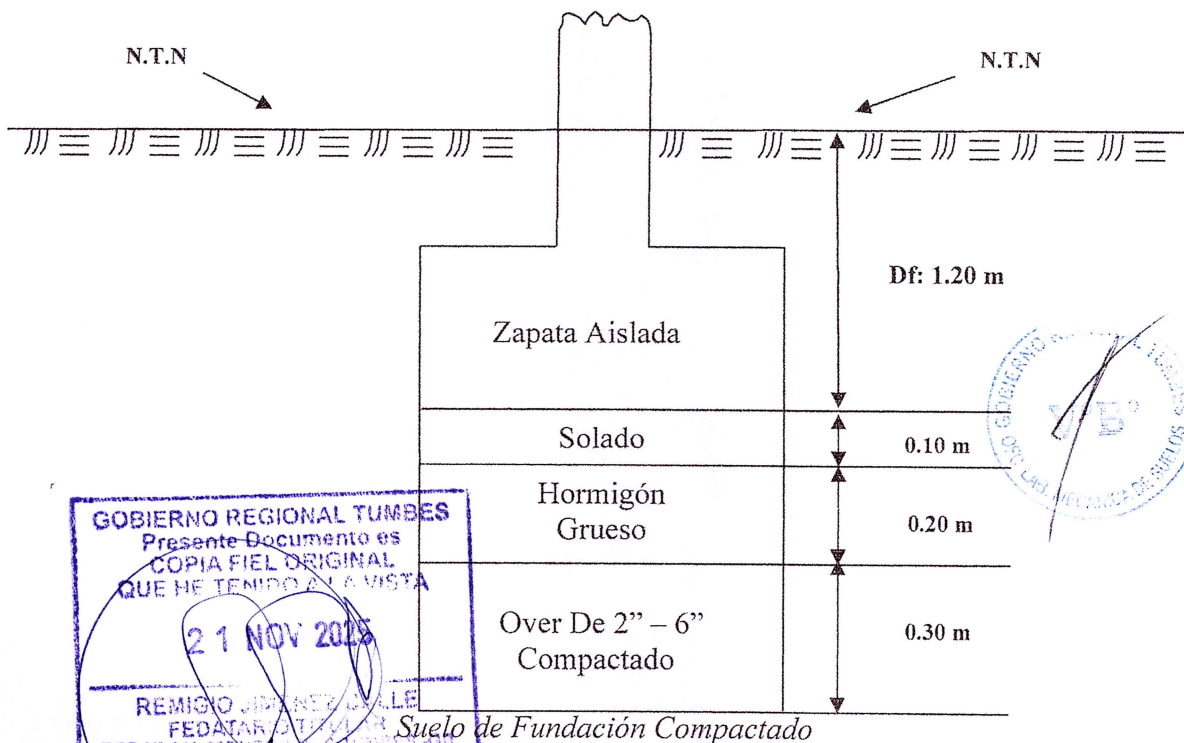 N.T.N
N.T.N
Df: 1.20 m
Zapata Aislada
Solado
0.10 m
Hormigón
Grueso
0.20 m
Over De 2” – 6”
Compactado
0.30 m
Suelo de Fundación Compactado
GOBIERNO REGIONAL TUMBES
Presente Documento es
COPIA FIEL ORIGINAL
QUE HE TENIDO A LA VISTA
21 NOV 2025
REMIGIO
FEDATARIO
GOBIERNO TUMBES
V°B°
LAB. MECANICA DE SUELOS